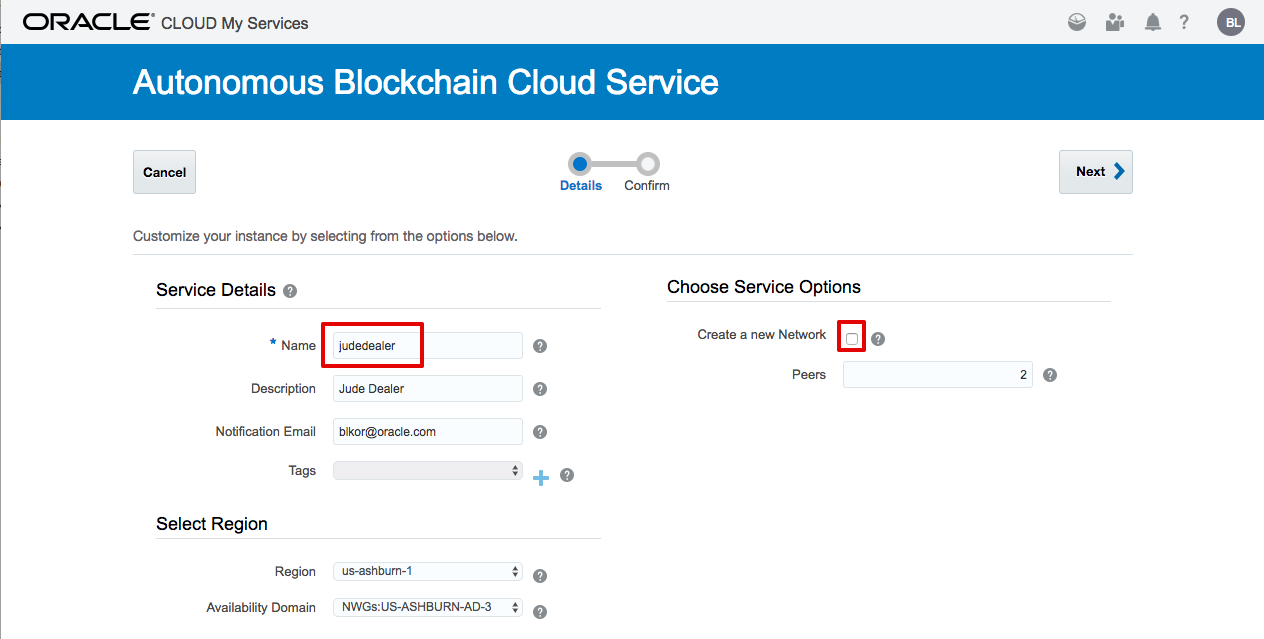 ORACLE® CLOUD My Services
?
BL
Autonomous Blockchain Cloud Service
Cancel
Details
Confirm
Next
Customize your instance by selecting from the options below.
Service Details ?
* Name judedealer ?
Description Jude Dealer ?
Notification Email blkor@oracle.com ?
Tags + ?
Select Region
Region us-ashburn-1 ?
Availability Domain NWGs:US-ASHBURN-AD-3 ?
Choose Service Options
Create a new Network ?
Peers 2 ?